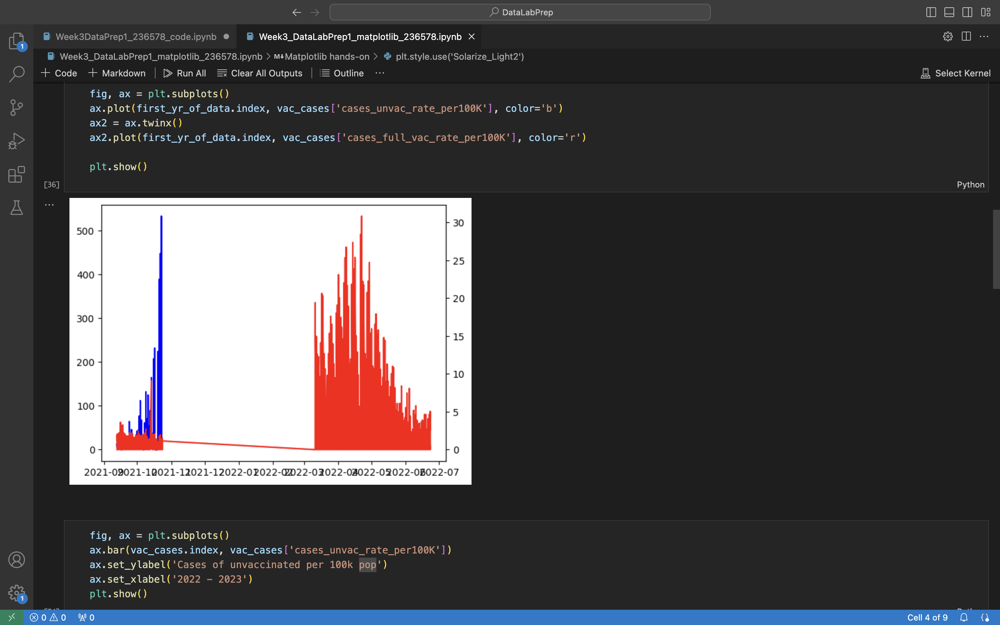 DataLabPrep
Week3DataPrep1_236578_code.ipynb
Week3_DataLabPrep1_matplotlib_236578.ipynb
1
Week3_DataLabPrep1_matplotlib_236578.ipynb > M↓Matplotlib hands-on > plt.style.use('Solarize_Light2')
+ Code + Markdown Run All Clear All Outputs Outline ... Select Kernel
fig, ax = plt.subplots()
ax.plot(first_yr_of_data.index, vac_cases['cases_unvac_rate_per100K'], color='b')
ax2 = ax.twinx()
ax2.plot(first_yr_of_data.index, vac_cases['cases_full_vac_rate_per100K'], color='r')
plt.show()
[36] Python
...
500
400
300
200
100
0
30
25
20
15
10
5
0
2021-09 2021-10 2021-11 2021-12 2022-01 2022-02 2022-03 2022-04 2022-05 2022-06 2022-07
fig, ax = plt.subplots()
ax.bar(vac_cases.index, vac_cases['cases_unvac_rate_per100K'])
ax.set_ylabel('Cases of unvaccinated per 100k pop')
ax.set_xlabel('2022 - 2023')
plt.show()
1
0 0 0 Cell 4 of 9